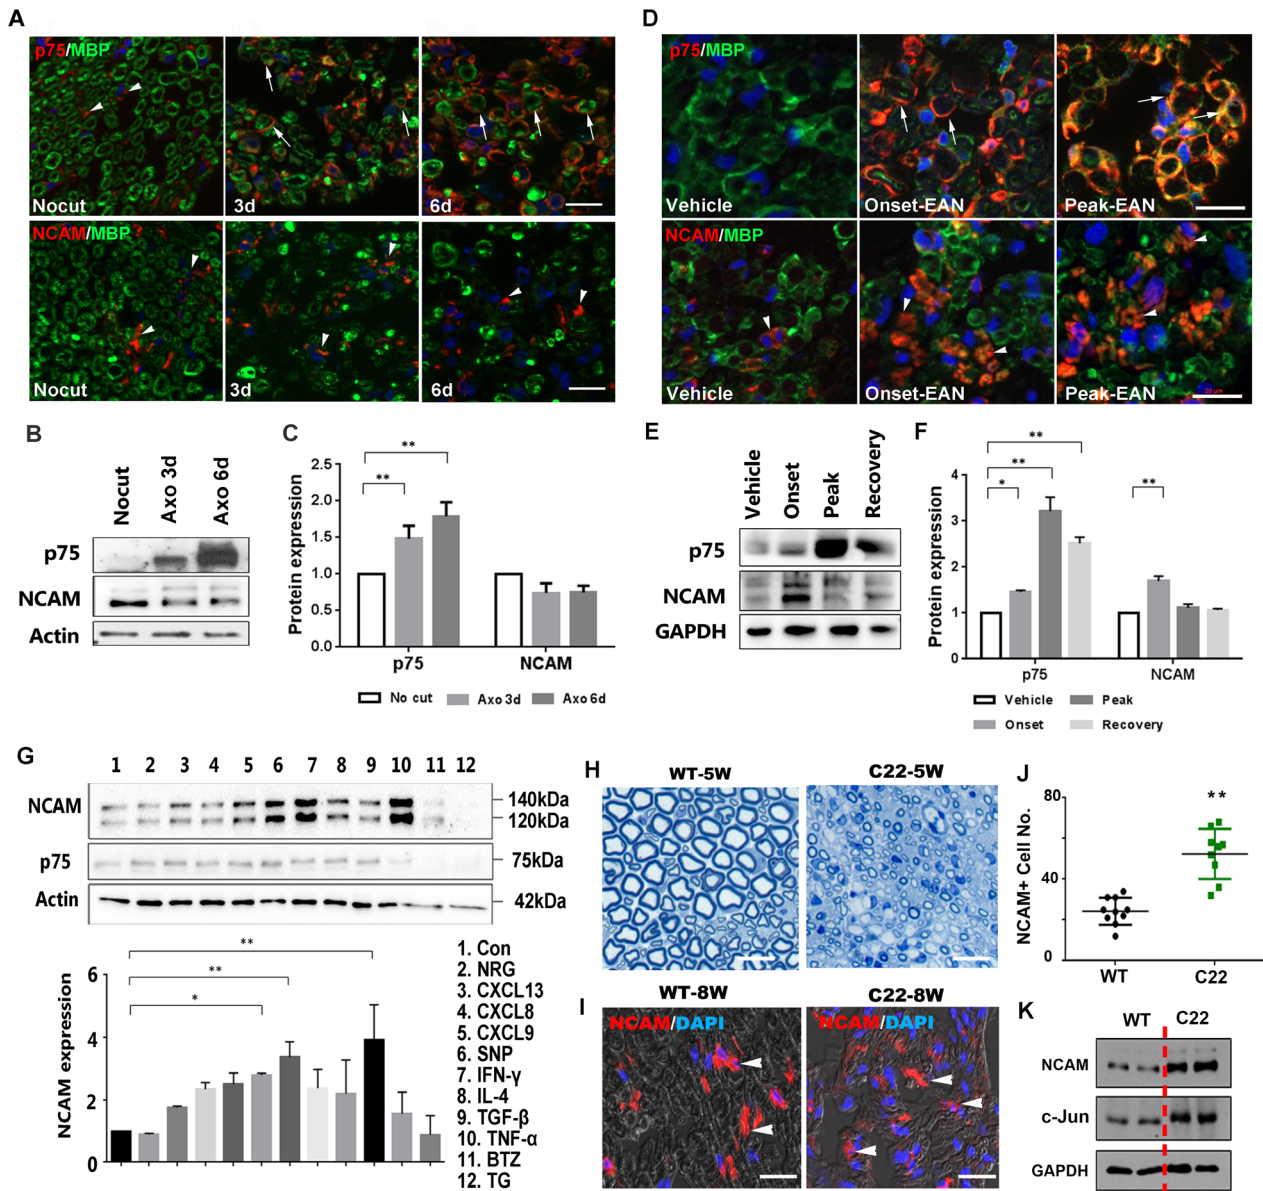 A
p75/MBP
Nocut
3d
6d
NCAM/MBP
Nocut
3d
6d
D
p75/MBP
Vehicle
Onset-EAN
Peak-EAN
NCAM/MBP
Vehicle
Onset-EAN
Peak-EAN
20 µm
B
Nocut
Axo 3d
Axo 6d
p75
NCAM
Actin
C
Protein expression
2.5
2.0
1.5
1.0
0.5
0.0
**
**
p75
NCAM
No cut
Axo 3d
Axo 6d
E
Vehicle
Onset
Peak
Recovery
p75
NCAM
GAPDH
F
Protein expression
4
3
2
1
0
**
**
*
**
p75
NCAM
Vehicle
Peak
Onset
Recovery
G
1 2 3 4 5 6 7 8 9 10 11 12
NCAM
140kDa
120kDa
p75
75kDa
Actin
42kDa
NCAM expression
6
4
2
0
**
**
*
1. Con
2. NRG
3. CXCL13
4. CXCL8
5. CXCL9
6. SNP
7. IFN-γ
8. IL-4
9. TGF-β
10. TNF-α
11. BTZ
12. TG
H
WT-5W
C22-5W
I
WT-8W
C22-8W
NCAM/DAPI
NCAM/DAPI
J
NCAM+ Cell No.
80
40
0
**
WT
C22
K
WT
C22
NCAM
c-Jun
GAPDH